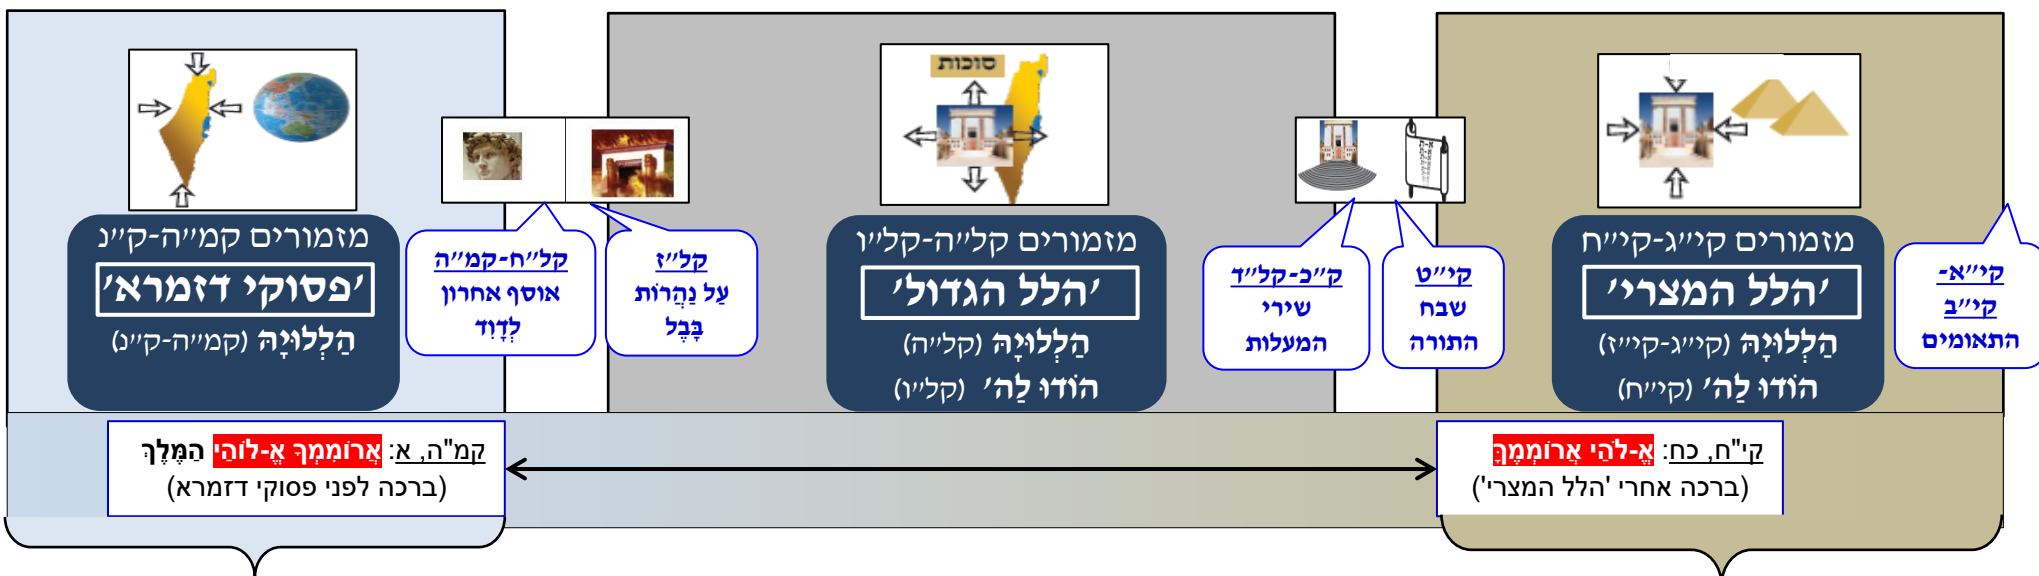 קי״א-
קי״ב
התאומים
מזמורים קי״ג-קי״ח
'הלל המצרי'
הַלְלוּיָהּ (קי״ג-קי״ז)
הוֹדוּ לַה' (קי״ח)
קי״ט
שבח
התורה
ק״כ-קל״ד
שירי
המעלות
סוכות
מזמורים קל״ה-קל״ו
'הלל הגדול'
הַלְלוּיָהּ (קל״ה)
הוֹדוּ לַה' (קל״ו)
קל״ז
עַל נַהֲרוֹת
בָּבֶל
קל״ח-קמ״ה
אוסף אחרון
לְדָוִד
מזמורים קמ״ה-ק״נ
'פסוקי דזמרא'
הַלְלוּיָהּ (קמ״ה-ק״נ)
קי"ח, כח: אֱ-לֹהַי אֲרוֹמְמֶךָּ
(ברכה אחרי 'הלל המצרי')
קמ"ה, א: אֲרוֹמִמְךָ אֱ-לוֹהַי הַמֶּלֶךְ
(ברכה לפני פסוקי דזמרא)